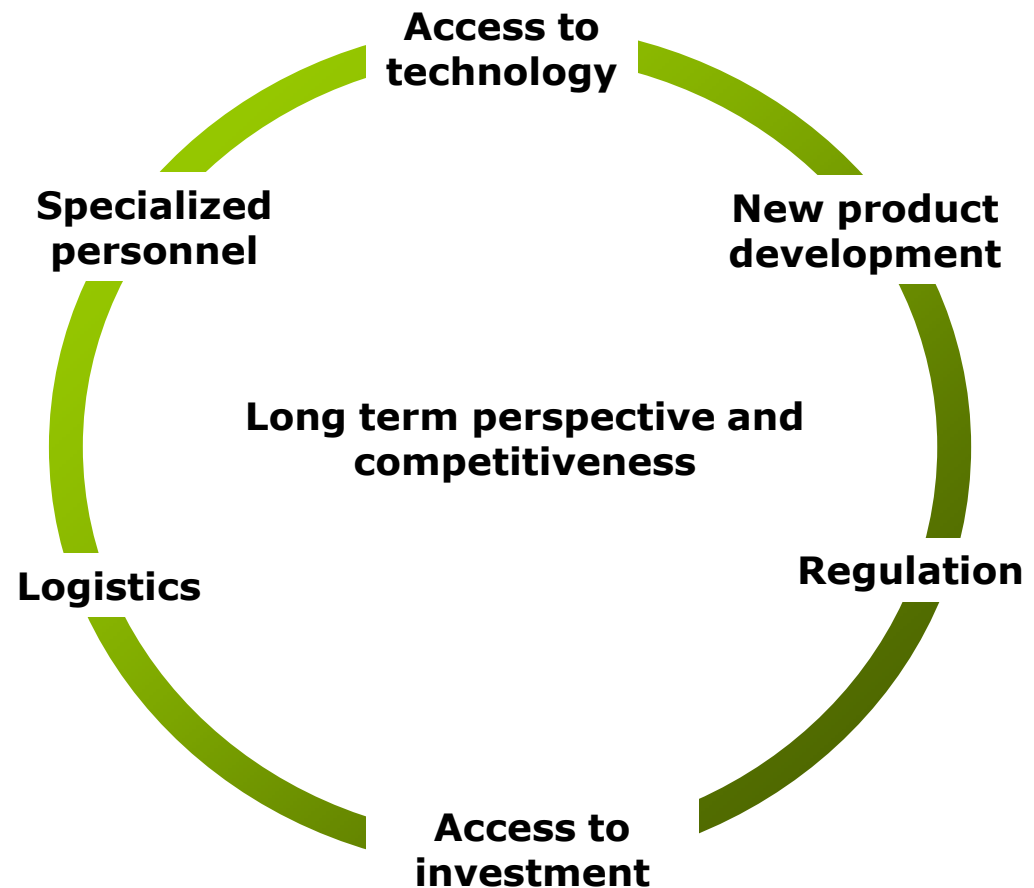 Access to
technology
Specialized
personnel
New product
development
Long term perspective and
competitiveness
Logistics
Regulation
Access to
investment